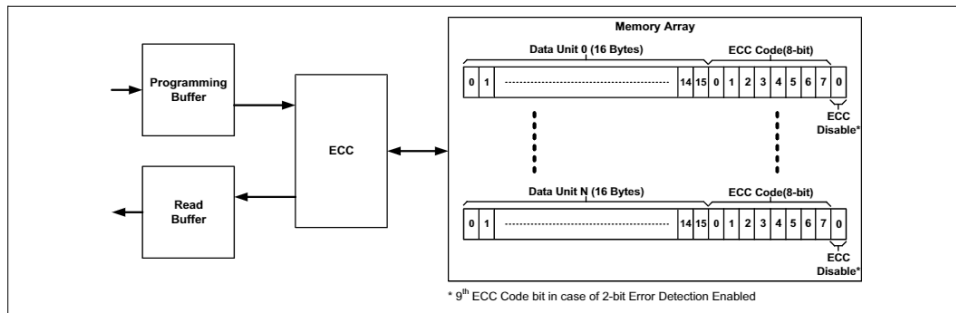 Memory Array
Data Unit 0 (16 Bytes) ECC Code(8-bit)
0 1 14 15 0 1 2 3 4 5 6 7 0
ECC
Disable*
Programming
Buffer
ECC
Read
Buffer
Data Unit N (16 Bytes) ECC Code(8-bit)
0 1 14 15 0 1 2 3 4 5 6 7 0
ECC
Disable*
* 9th ECC Code bit in case of 2-bit Error Detection Enabled